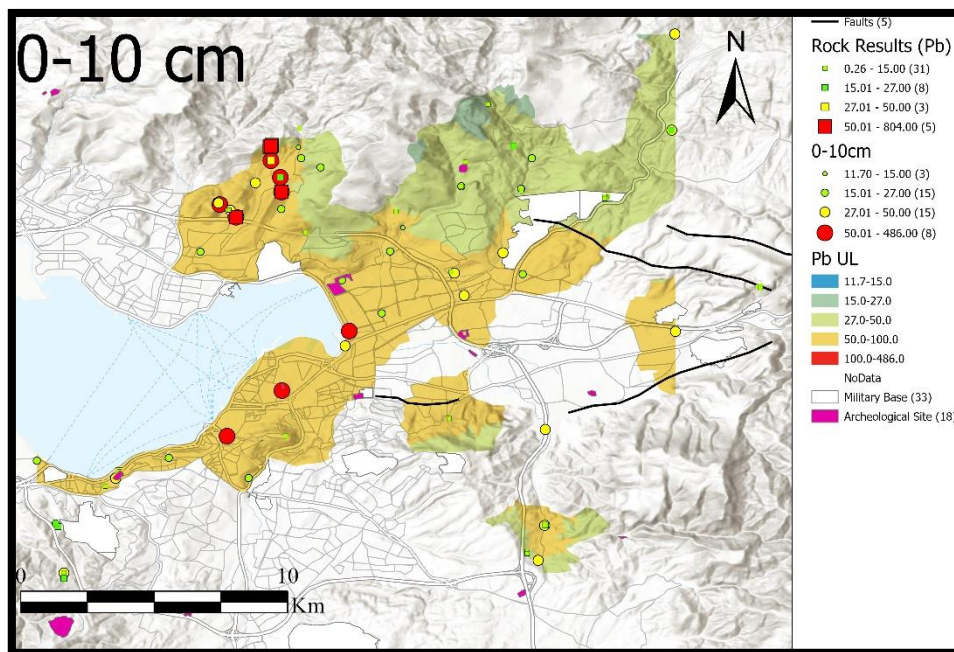 0-10 cm
N
0
10
Km
Faults (5)
Rock Results (Pb)
0.26 - 15.00 (31)
15.01 - 27.00 (8)
27.01 - 50.00 (3)
50.01 - 804.00 (5)
0-10cm
11.70 - 15.00 (3)
15.01 - 27.00 (15)
27.01 - 50.00 (15)
50.01 - 486.00 (8)
Pb UL
11.7-15.0
15.0-27.0
27.0-50.0
50.0-100.0
100.0-486.0
NoData
Military Base (33)
Archeological Site (18)